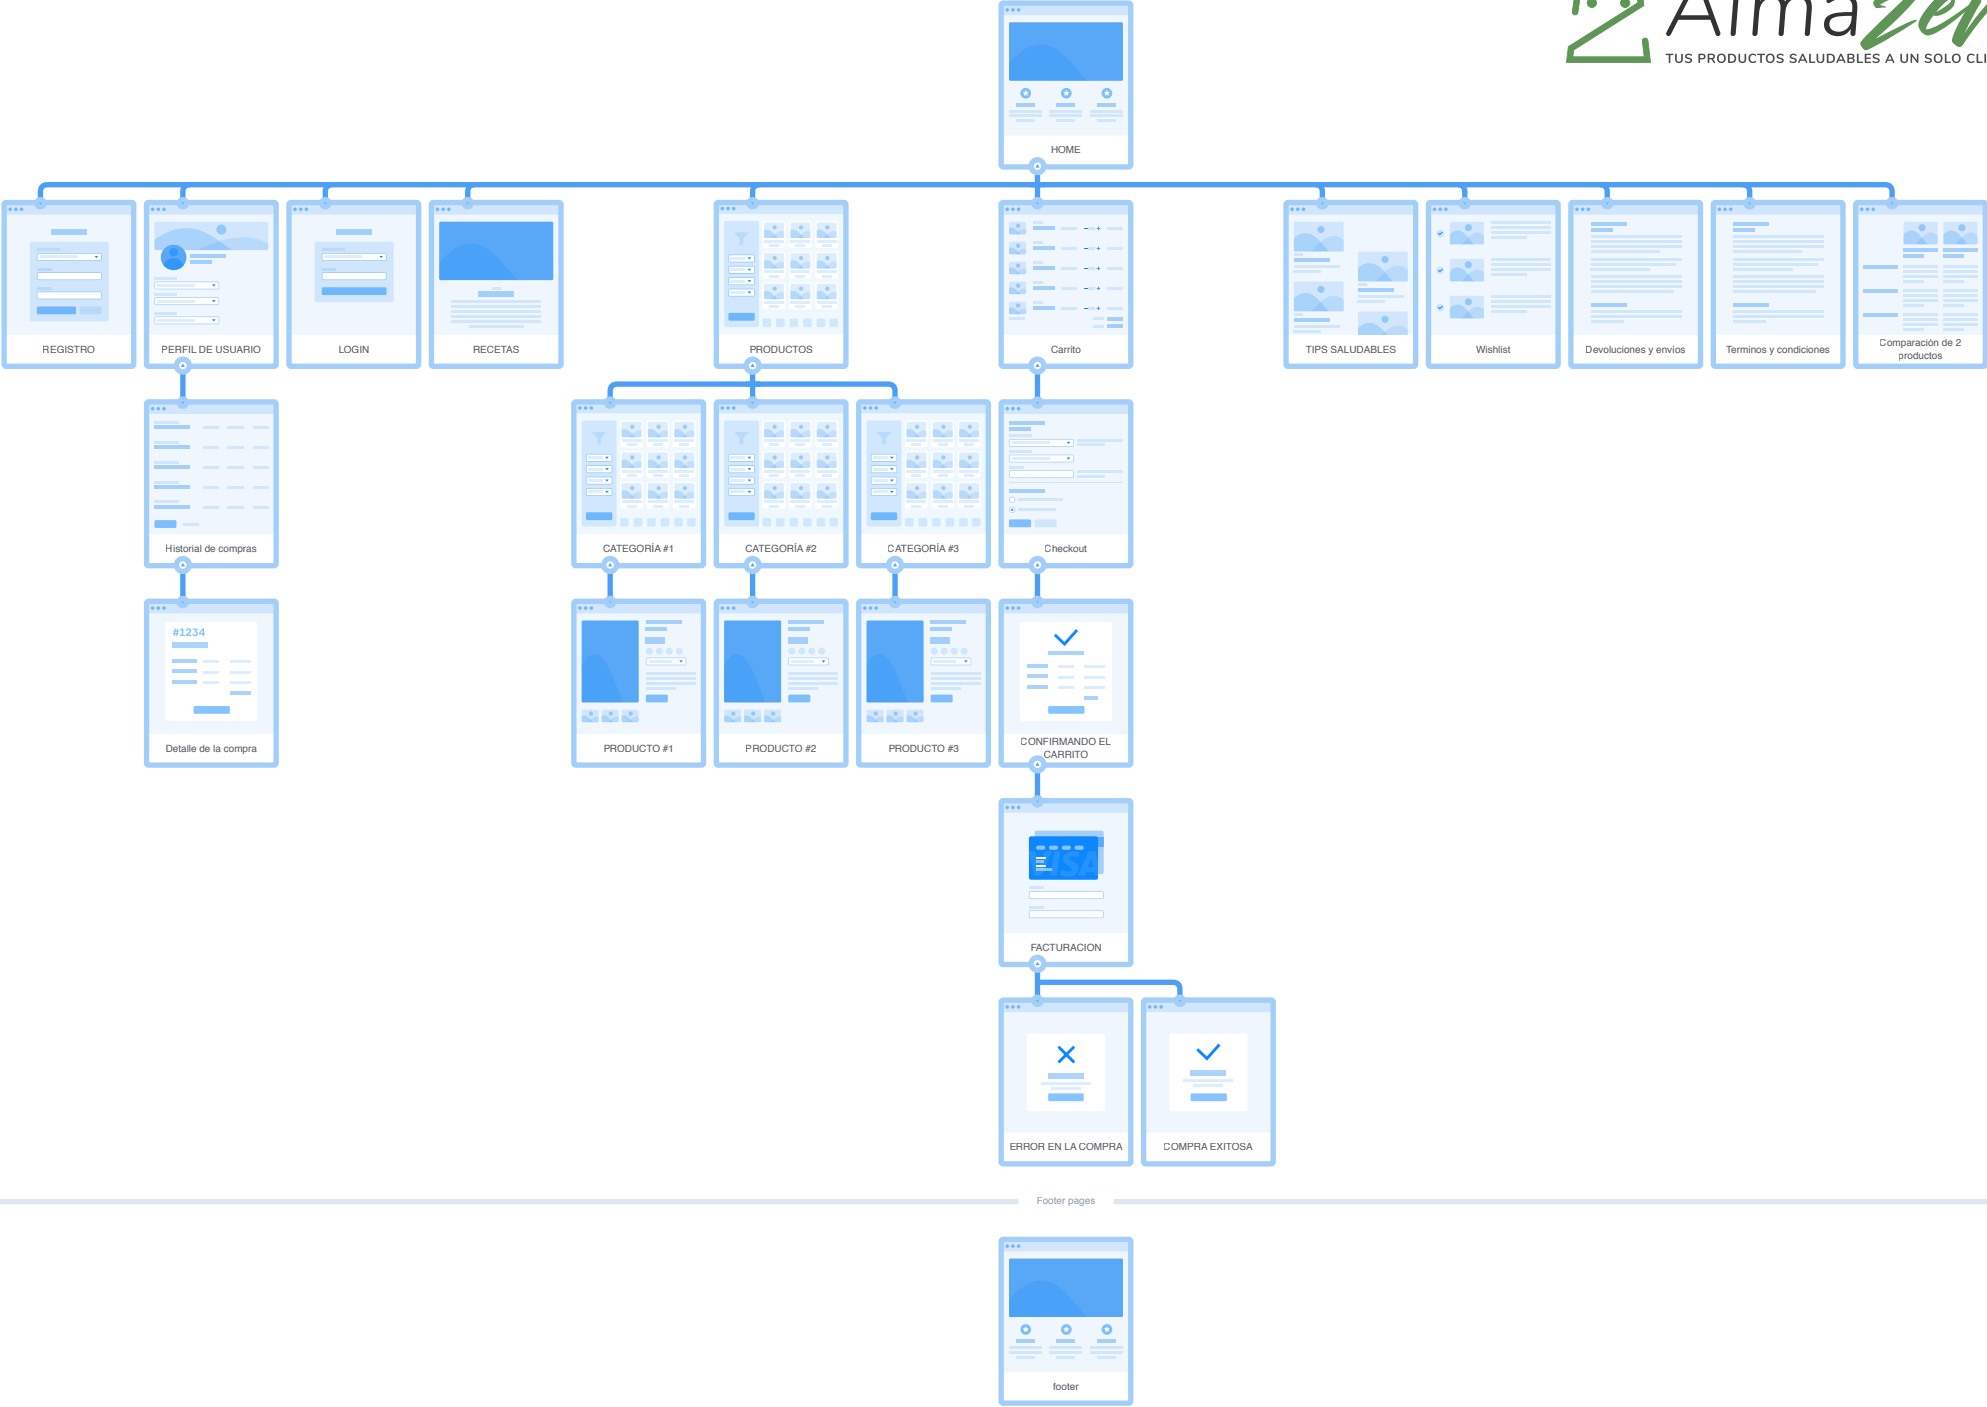 Alma
TUS PRODUCTOS SALUDABLES A UN SOLO
HOME
REGISTRO
PERFIL DE USUARIO
LOGIN
RECETAS
PRODUCTOS
Carrito
TIPS SALUDABLES
Wishlist
Devoluciones y envios
Terminos y condiciones
Comparación de 2
productos
Historial de compras
CATEGORÍA #1
CATEGORÍA #2
CATEGORÍA #3
Checkout
#1234
Detalle de la compra
PRODUCTO #1
PRODUCTO #2
PRODUCTO #3
CONFIRMANDO EL
CARRITO
VISA
FACTURACION
ERROR EN LA COMPRA
COMPRA EXITOSA
Footer pages
footer